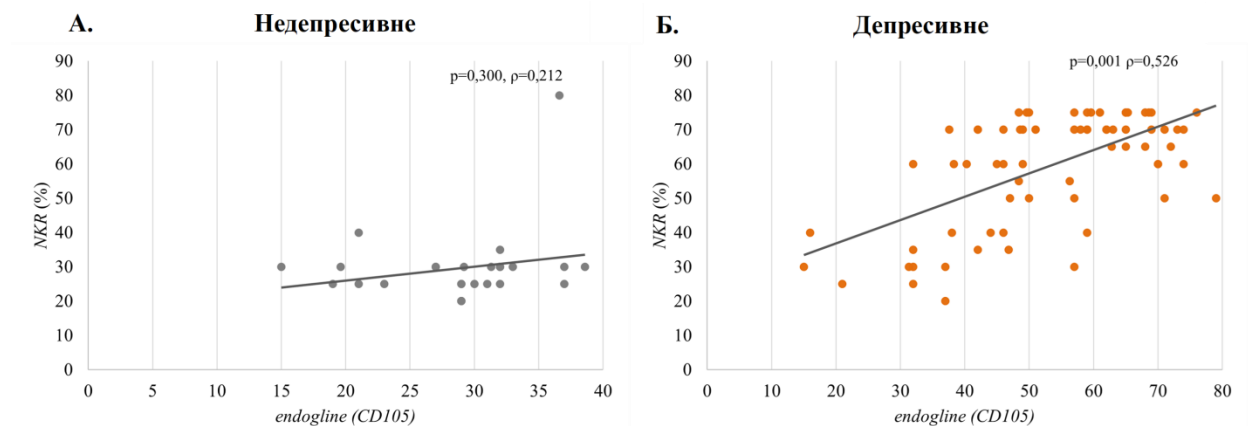 А.
Недепресивне
p=0,300, ρ=0,212
NKR (%)
90
80
70
60
50
40
30
20
10
0
0 5 10 15 20 25 30 35 40
endogline (CD105)
Б.
Депресивне
p=0,001 ρ=0,526
NKR (%)
90
80
70
60
50
40
30
20
10
0
0 10 20 30 40 50 60 70 80
endogline (CD105)